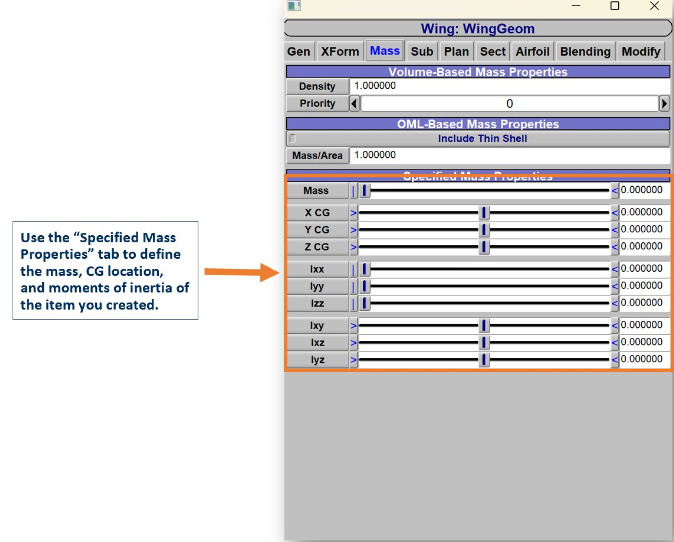 Wing: WingGeom
Gen XForm Mass Sub Plan Sect Airfoil Blending Modify
Volume-Based Mass Properties
Density 1.000000
Priority 0
OML-Based Mass Properties
Include Thin Shell
Mass/Area 1.000000
Specified Mass Properties
Mass | < 0.000000
X CG > < 0.000000
Y CG > < 0.000000
Z CG > < 0.000000
Ixx | < 0.000000
Iyy | < 0.000000
Izz | < 0.000000
Ixy > < 0.000000
Ixz > < 0.000000
Iyz > < 0.000000
Use the “Specified Mass
Properties” tab to define
the mass, CG location,
and moments of inertia of
the item you created.